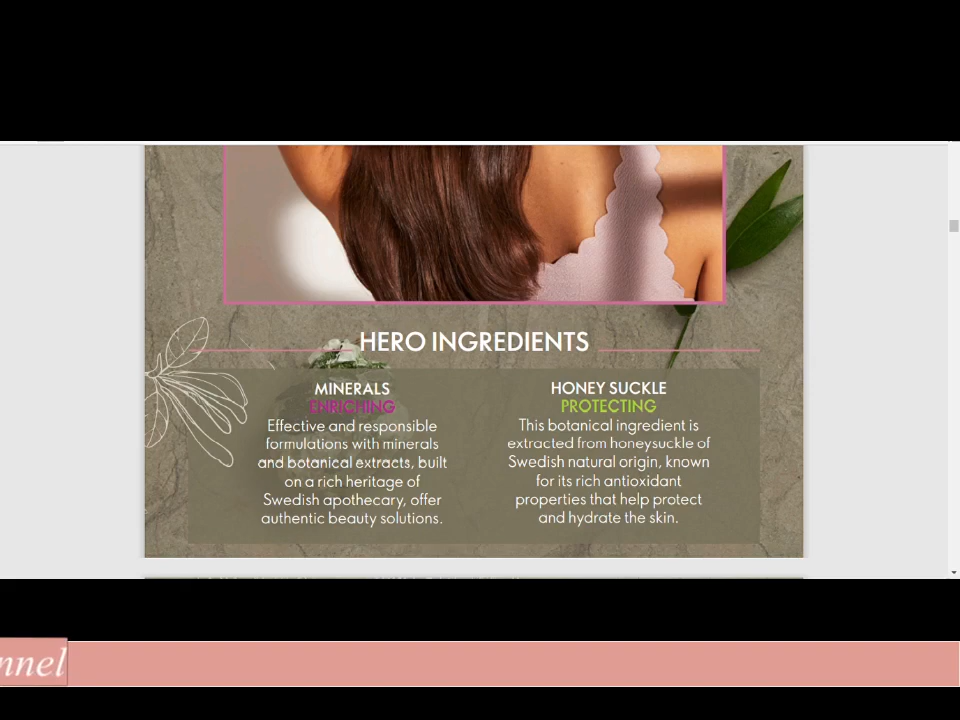 HERO INGREDIENTS
MINERALS
ENRICHING
Effective and responsible
formulations with minerals
and botanical extracts, built
on a rich heritage of
Swedish apothecary, offer
authentic beauty solutions.
HONEY SUCKLE
PROTECTING
This botanical ingredient is
extracted from honeysuckle of
Swedish natural origin, known
for its rich antioxidant
properties that help protect
and hydrate the skin.
nnel